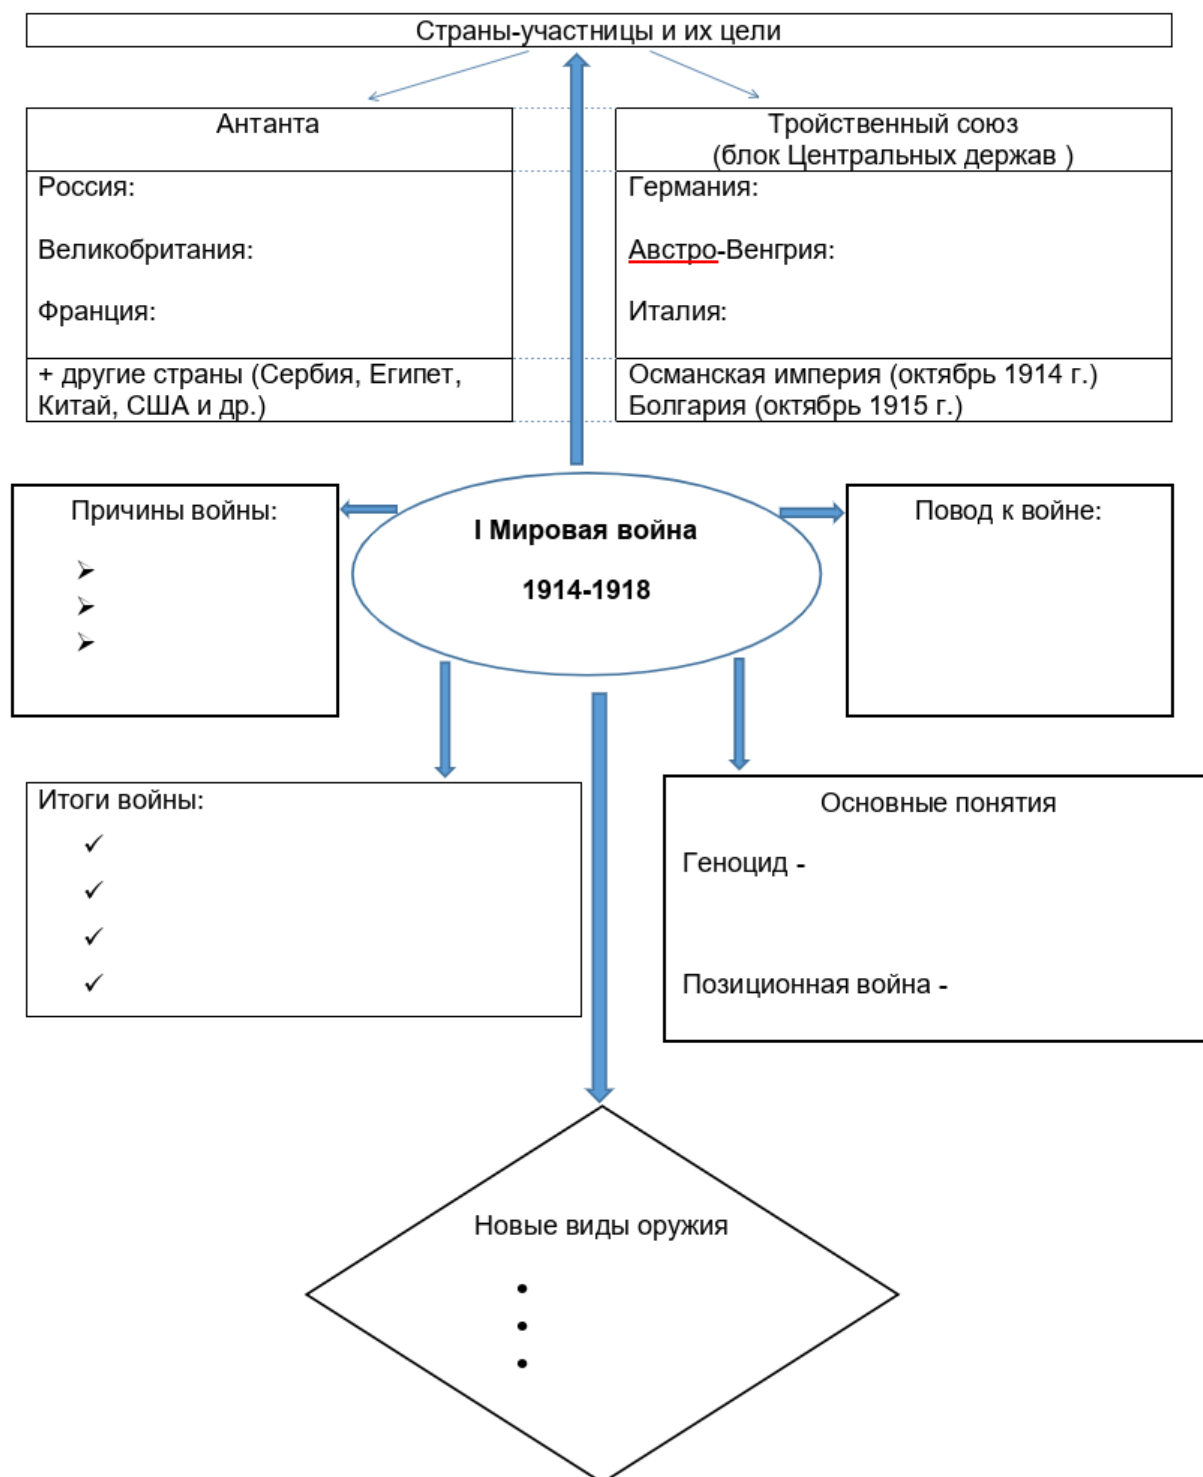 Страны-участницы и их цели
Антанта
Тройственный союз
(блок Центральных держав )
Россия:
Великобритания:
Франция:
Германия:
Австро-Венгрия:
Италия:
+ другие страны (Сербия, Египет,
Китай, США и др.)
Османская империя (октябрь 1914 г.)
Болгария (октябрь 1915 г.)
Причины войны:
I Мировая война
1914-1918
Повод к войне:
Итоги войны:
Основные понятия
Геноцид -
Позиционная война -
Новые виды оружия